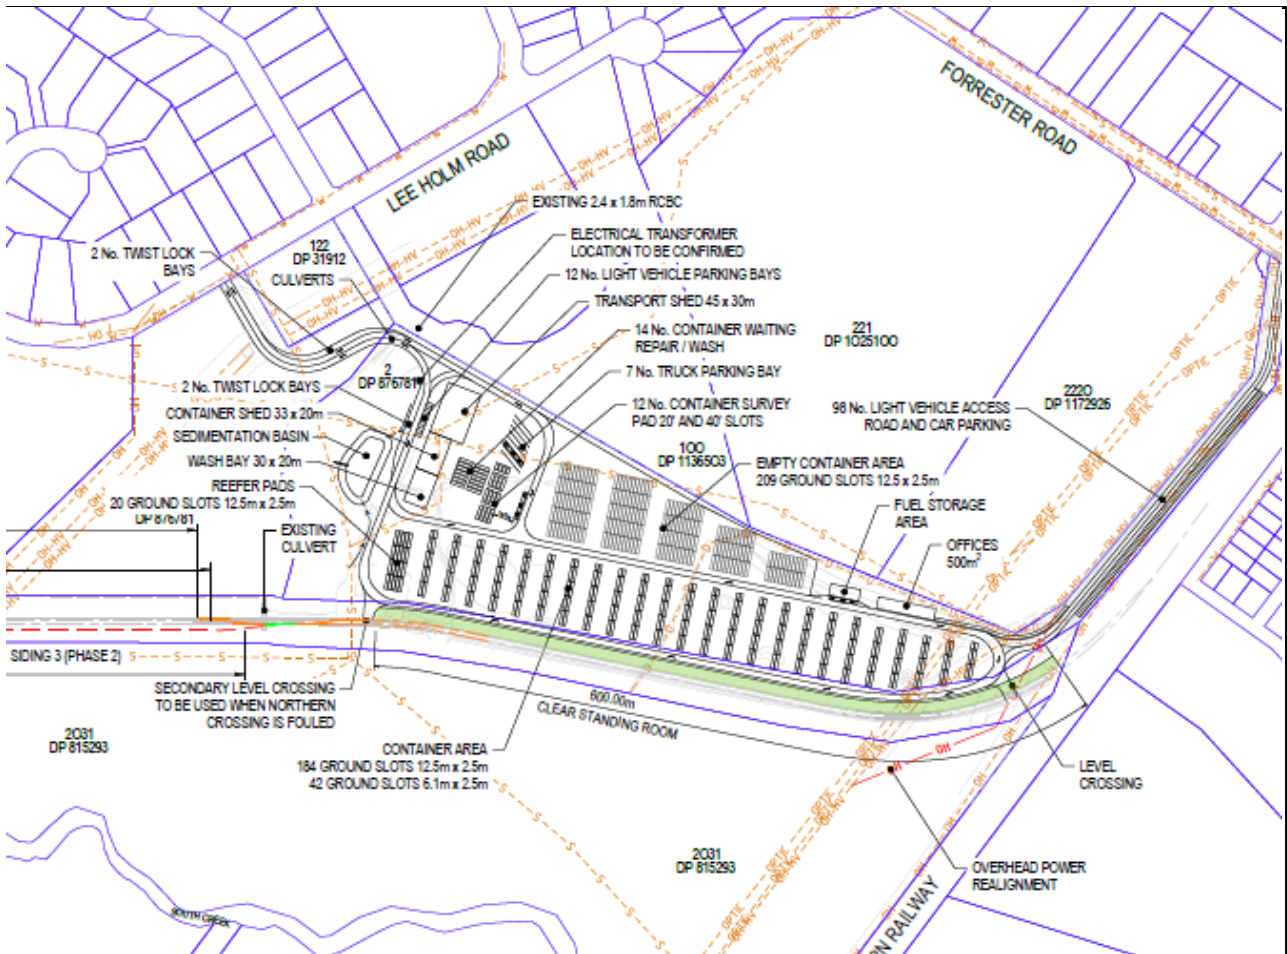 FORRESTER ROAD
LEE HOLM ROAD
EXISTING 2.4 x 1.8m RCBC
ELECTRICAL TRANSFORMER
LOCATION TO BE CONFIRMED
12 No. LIGHT VEHICLE PARKING BAYS
TRANSPORT SHED 45 x 30m
14 No. CONTAINER WAITING
REPAIR / WASH
7 No. TRUCK PARKING BAY
12 No. CONTAINER SURVEY
PAD 20' AND 40' SLOTS
2 No. TWIST LOCK
BAYS
122
DP 31912
CULVERTS
2
DP 876781
2 No. TWIST LOCK BAYS
CONTAINER SHED 33 x 20m
SEDIMENTATION BASIN
WASH BAY 30 x 20m
REEFER PADS
20 GROUND SLOTS 12.5m x 2.5m
DP 876781
EXISTING
CULVERT
221
DP 1025100
2220
DP 1172926
98 No. LIGHT VEHICLE ACCESS
ROAD AND CAR PARKING
100
DP 1136503
EMPTY CONTAINER AREA
209 GROUND SLOTS 12.5 x 2.5m
FUEL STORAGE
AREA
OFFICES
500m²
SIDING 3 (PHASE 2)
SECONDARY LEVEL CROSSING
TO BE USED WHEN NORTHERN
CROSSING IS FOULED
600.00m
CLEAR STANDING ROOM
2031
DP 815293
CONTAINER AREA
184 GROUND SLOTS 12.5m x 2.5m
42 GROUND SLOTS 6.1m x 2.5m
LEVEL
CROSSING
2031
DP 815293
OVERHEAD POWER
REALIGNMENT
SOUTH CREEK
ON RAILWAY
OH-HV
OPTIC